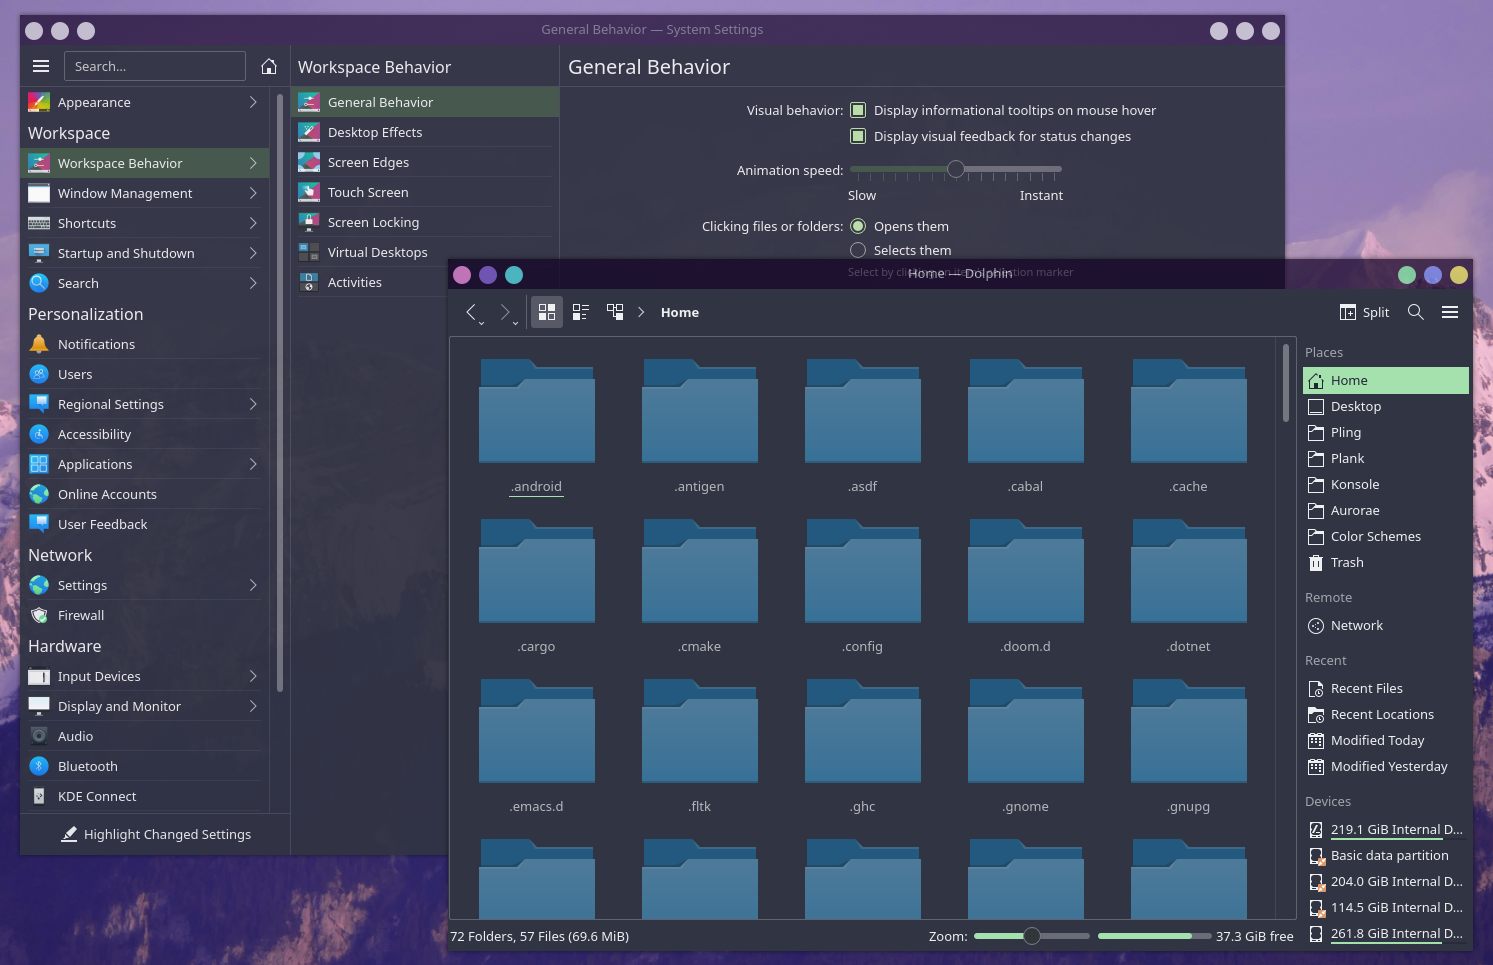 General Behavior — System Settings
Search...
Appearance
Workspace
Workspace Behavior
Window Management
Shortcuts
Startup and Shutdown
Search
Personalization
Notifications
Users
Regional Settings
Accessibility
Applications
Online Accounts
User Feedback
Network
Settings
Firewall
Hardware
Input Devices
Display and Monitor
Audio
Bluetooth
KDE Connect
Highlight Changed Settings
Workspace Behavior
General Behavior
Desktop Effects
Screen Edges
Touch Screen
Screen Locking
Virtual Desktops
Activities
General Behavior
Visual behavior: Display informational tooltips on mouse hover
Display visual feedback for status changes
Animation speed:
Slow Instant
Clicking files or folders: Opens them
Selects them
Select by clicking on item's selection marker
Home — Dolphin
Home
Split
.android .antigen .asdf .cabal .cache
.cargo .cmake .config .doom.d .dotnet
.emacs.d .fltk .ghc .gnome .gnupg
Places
Home
Desktop
Pling
Plank
Konsole
Aurorae
Color Schemes
Trash
Remote
Network
Recent
Recent Files
Recent Locations
Modified Today
Modified Yesterday
Devices
219.1 GiB Internal D...
Basic data partition
204.0 GiB Internal D...
114.5 GiB Internal D...
261.8 GiB Internal D...
72 Folders, 57 Files (69.6 MiB)
Zoom:
37.3 GiB free